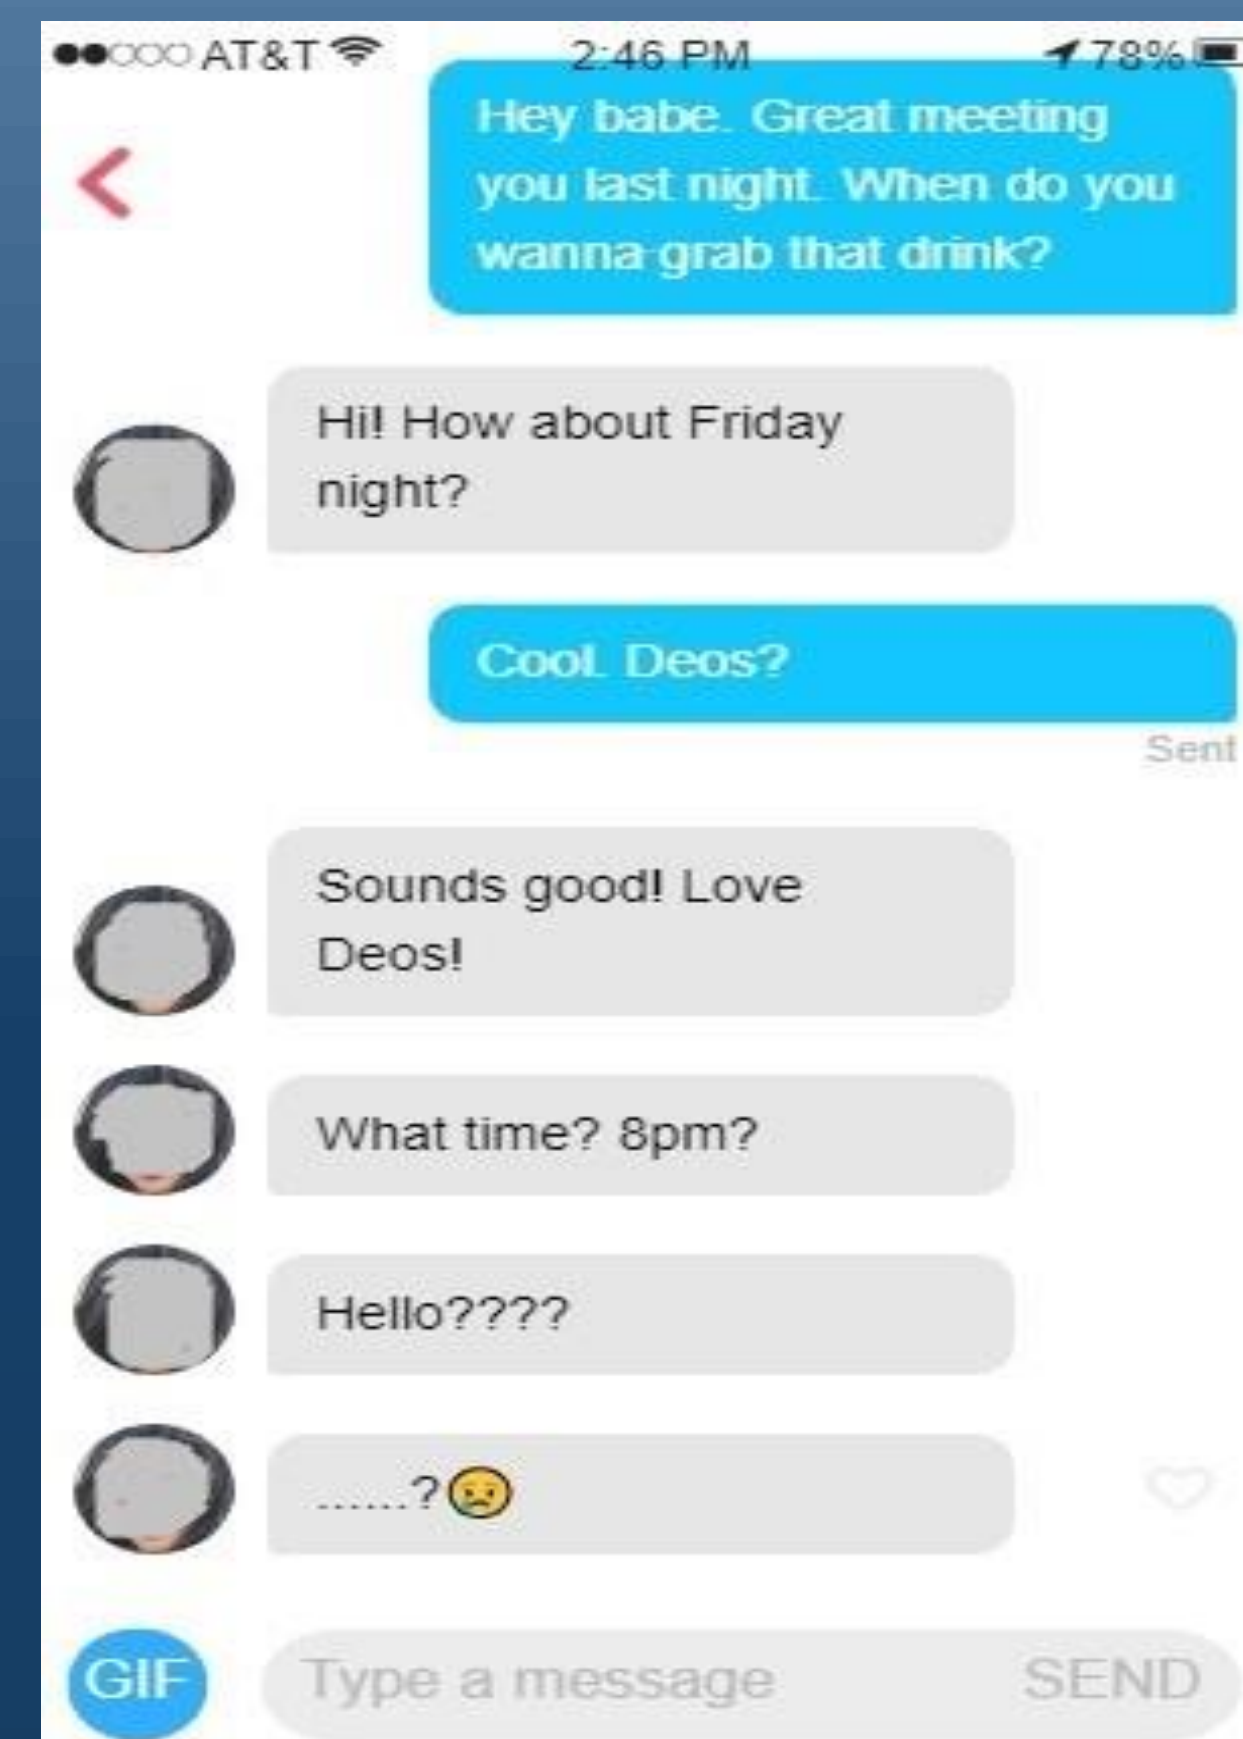 AT&T 2:46 PM 78%
Hey babe. Great meeting
you last night. When do you
wanna grab that drink?
Hi! How about Friday
night?
Cool. Deos?
Sent
Sounds good! Love
Deos!
What time? 8pm?
Hello????
......?😢
GIF Type a message SEND